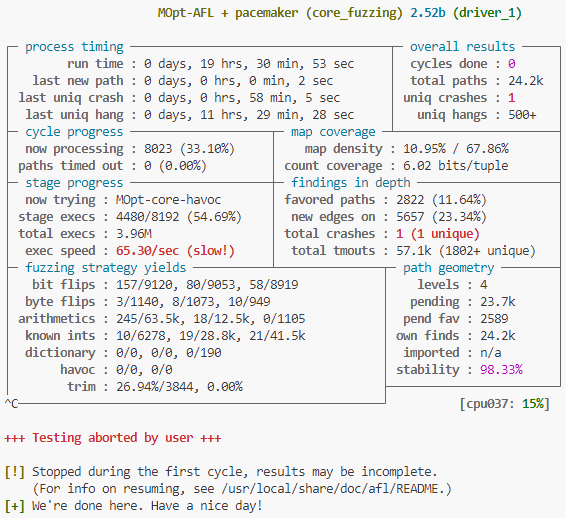 MOpt-AFL + pacemaker (core_fuzzing) 2.52b (driver_1)
process timing
overall results
run time : 0 days, 19 hrs, 30 min, 53 sec
cycles done : 0
last new path : 0 days, 0 hrs, 0 min, 2 sec
total paths : 24.2k
last uniq crash : 0 days, 0 hrs, 58 min, 5 sec
uniq crashes : 1
last uniq hang : 0 days, 11 hrs, 29 min, 28 sec
uniq hangs : 500+
cycle progress
map coverage
now processing : 8023 (33.10%)
map density : 10.95% / 67.86%
paths timed out : 0 (0.00%)
count coverage : 6.02 bits/tuple
stage progress
findings in depth
now trying : MOpt-core-havoc
favored paths : 2822 (11.64%)
stage execs : 4480/8192 (54.69%)
new edges on : 5657 (23.34%)
total execs : 3.96M
total crashes : 1 (1 unique)
exec speed : 65.30/sec (slow!)
total tmouts : 57.1k (1802+ unique)
fuzzing strategy yields
path geometry
bit flips : 157/9120, 80/9053, 58/8919
levels : 4
byte flips : 3/1140, 8/1073, 10/949
pending : 23.7k
arithmetics : 245/63.5k, 18/12.5k, 0/1105
pend fav : 2589
known ints : 10/6278, 19/28.8k, 21/41.5k
own finds : 24.2k
dictionary : 0/0, 0/0, 0/190
imported : n/a
havoc : 0/0, 0/0
stability : 98.33%
trim : 26.94%/3844, 0.00%
^C
[cpu037: 15%]
+++ Testing aborted by user +++
[!] Stopped during the first cycle, results may be incomplete.
(For info on resuming, see /usr/local/share/doc/afl/README.)
[+] We're done here. Have a nice day!